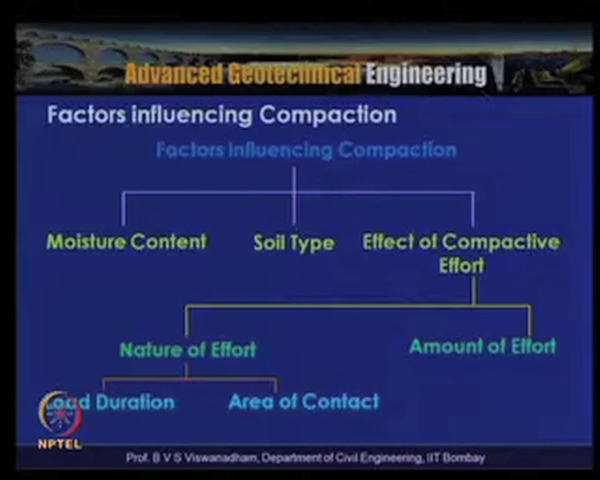 Advanced Geotechnical Engineering
Factors influencing Compaction
Factors Influencing Compaction
Moisture Content
Soil Type
Effect of Compactive
Effort
Nature of Effort
Amount of Effort
Load Duration
Area of Contact
NPTEL
Prof. B V S Viswanadham, Department of Civil Engineering, IIT Bombay